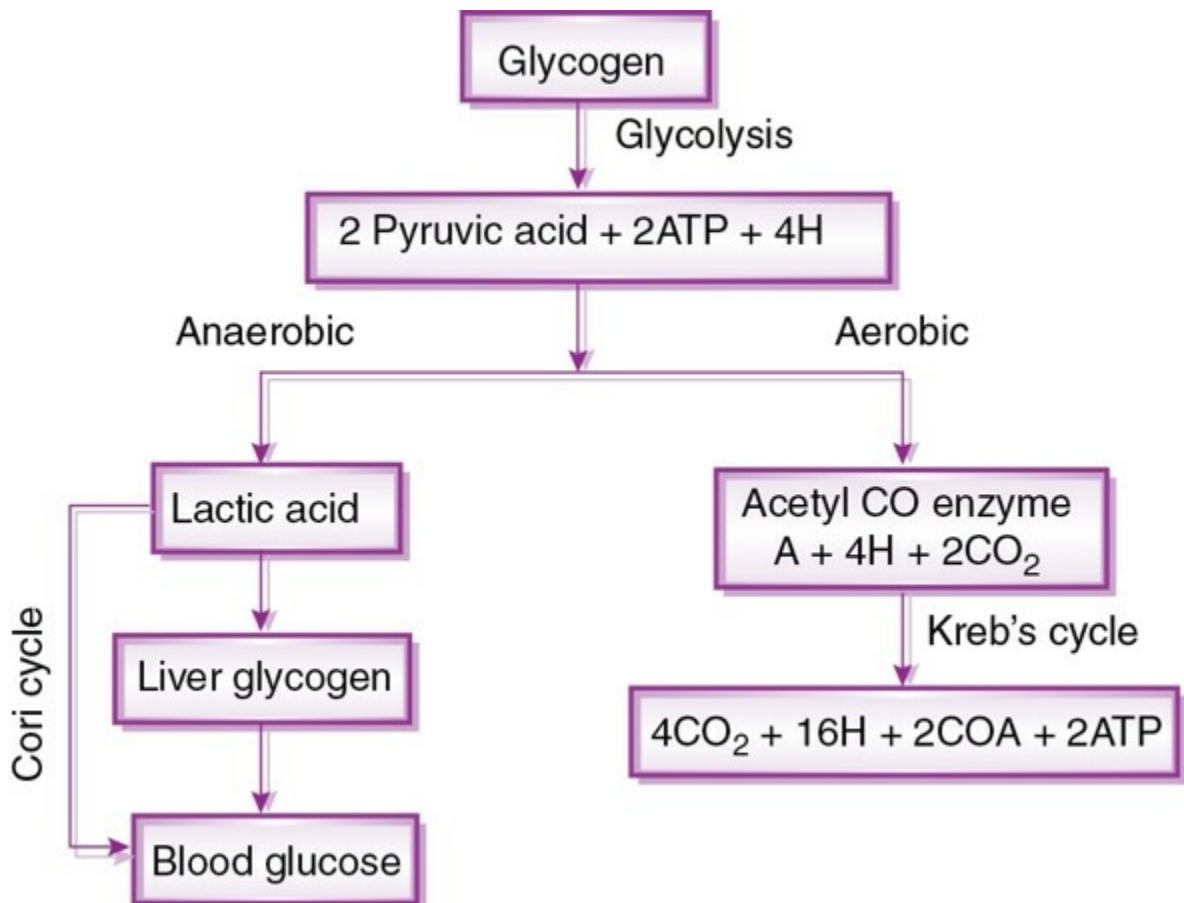 Glycogen
Glycolysis
2 Pyruvic acid + 2ATP + 4H
Anaerobic
Aerobic
Lactic acid
Acetyl CO enzyme
A + 4H + 2CO₂
Cori cycle
Kreb's cycle
Liver glycogen
4CO₂ + 16H + 2COA + 2ATP
Blood glucose